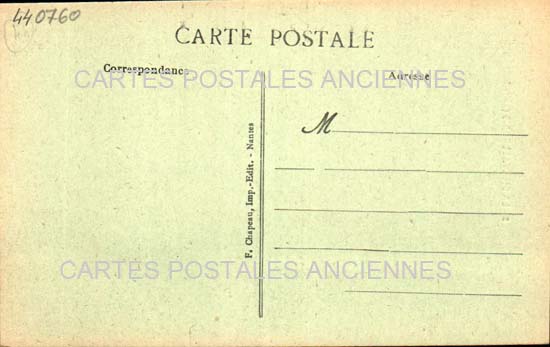 440760
CARTE POSTALE
Correspondance
Adresse
CARTES POSTALES ANCIENNES
M
F. Chapeau, Imp.-Edit. - Nantes
CARTES POSTALES ANCIENNES